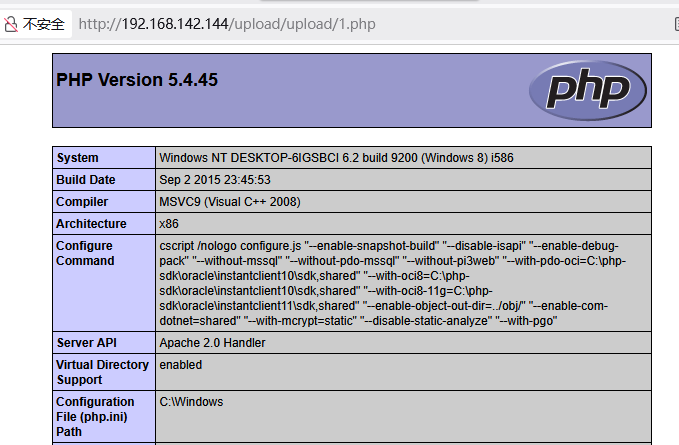 不安全 http://192.168.142.144/upload/upload/1.php
PHP Version 5.4.45
php
System Windows NT DESKTOP-6IGSBCI 6.2 build 9200 (Windows 8) i586
Build Date Sep 2 2015 23:45:53
Compiler MSVC9 (Visual C++ 2008)
Architecture x86
Configure cscript /nologo configure.js "--enable-snapshot-build" "--disable-isapi" "--enable-debug-
Command pack" "--without-mssql" "--without-pdo-mssql" "--without-pi3web" "--with-pdo-oci=C:\php-
sdk\oracle\instantclient10\sdk,shared" "--with-oci8=C:\php-
sdk\oracle\instantclient10\sdk,shared" "--with-oci8-11g=C:\php-
sdk\oracle\instantclient11\sdk,shared" "--enable-object-out-dir=../obj/" "--enable-com-
dotnet=shared" "--with-mcrypt=static" "--disable-static-analyze" "--with-pgo"
Server API Apache 2.0 Handler
Virtual Directory enabled
Support
Configuration C:\Windows
File (php.ini)
Path